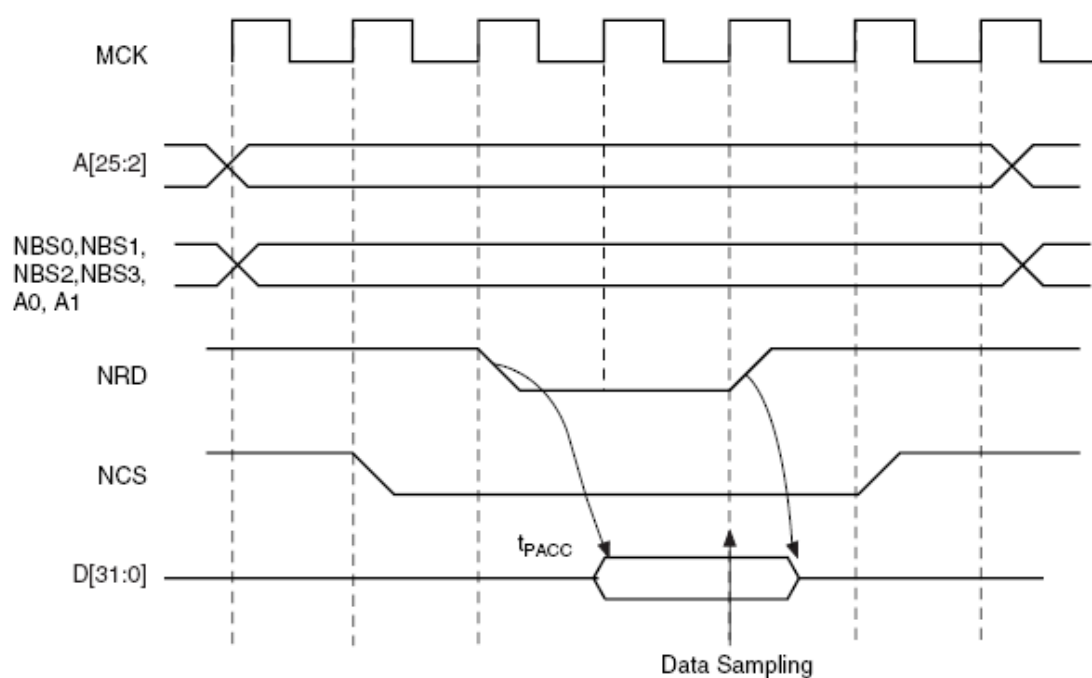 MCK
A[25:2]
NBS0,NBS1,
NBS2,NBS3,
A0, A1
NRD
NCS
tPACC
D[31:0]
Data Sampling